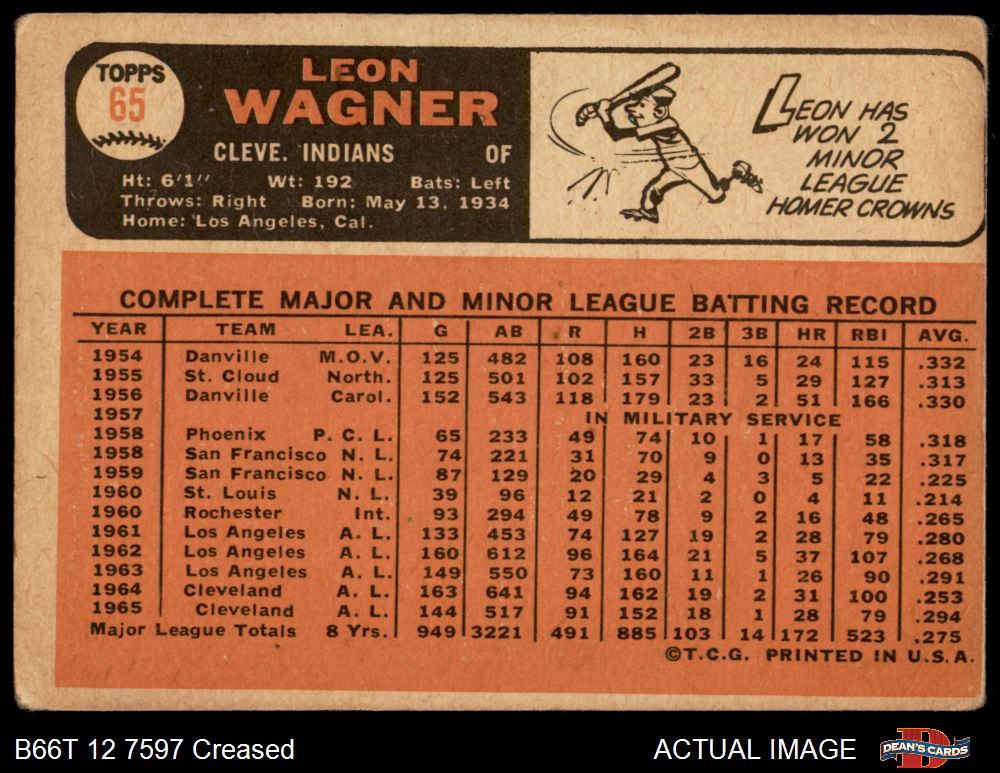 TOPPS
65
LEON
WAGNER
CLEVE. INDIANS OF
Ht: 6'1" Wt: 192 Bats: Left
Throws: Right Born: May 13, 1934
Home: Los Angeles, Cal.
LEON HAS
WON 2
MINOR
LEAGUE
HOMER CROWNS
COMPLETE MAJOR AND MINOR LEAGUE BATTING RECORD
YEAR TEAM LEA. G AB R H 2B 3B HR RBI AVG.
1954 Danville M.O.V. 125 482 108 160 23 16 24 115 .332
1955 St. Cloud North. 125 501 102 157 33 5 29 127 .313
1956 Danville Carol. 152 543 118 179 23 2 51 166 .330
1957 IN MILITARY SERVICE
1958 Phoenix P. C. L. 65 233 49 74 10 1 17 58 .318
1958 San Francisco N. L. 74 221 31 70 9 0 13 35 .317
1959 San Francisco N. L. 87 129 20 29 4 3 5 22 .225
1960 St. Louis N. L. 39 96 12 21 2 0 4 11 .214
1960 Rochester Int. 93 294 49 78 9 2 16 48 .265
1961 Los Angeles A. L. 133 453 74 127 19 2 28 79 .280
1962 Los Angeles A. L. 160 612 96 164 21 5 37 107 .268
1963 Los Angeles A. L. 149 550 73 160 11 1 26 90 .291
1964 Cleveland A. L. 163 641 94 162 19 2 31 100 .253
1965 Cleveland A. L. 144 517 91 152 18 1 28 79 .294
Major League Totals 8 Yrs. 949 3221 491 885 103 14 172 523 .275
©T.C.G. PRINTED IN U.S.A.
B66T 12 7597 Creased
ACTUAL IMAGE
DEAN'S CARDS